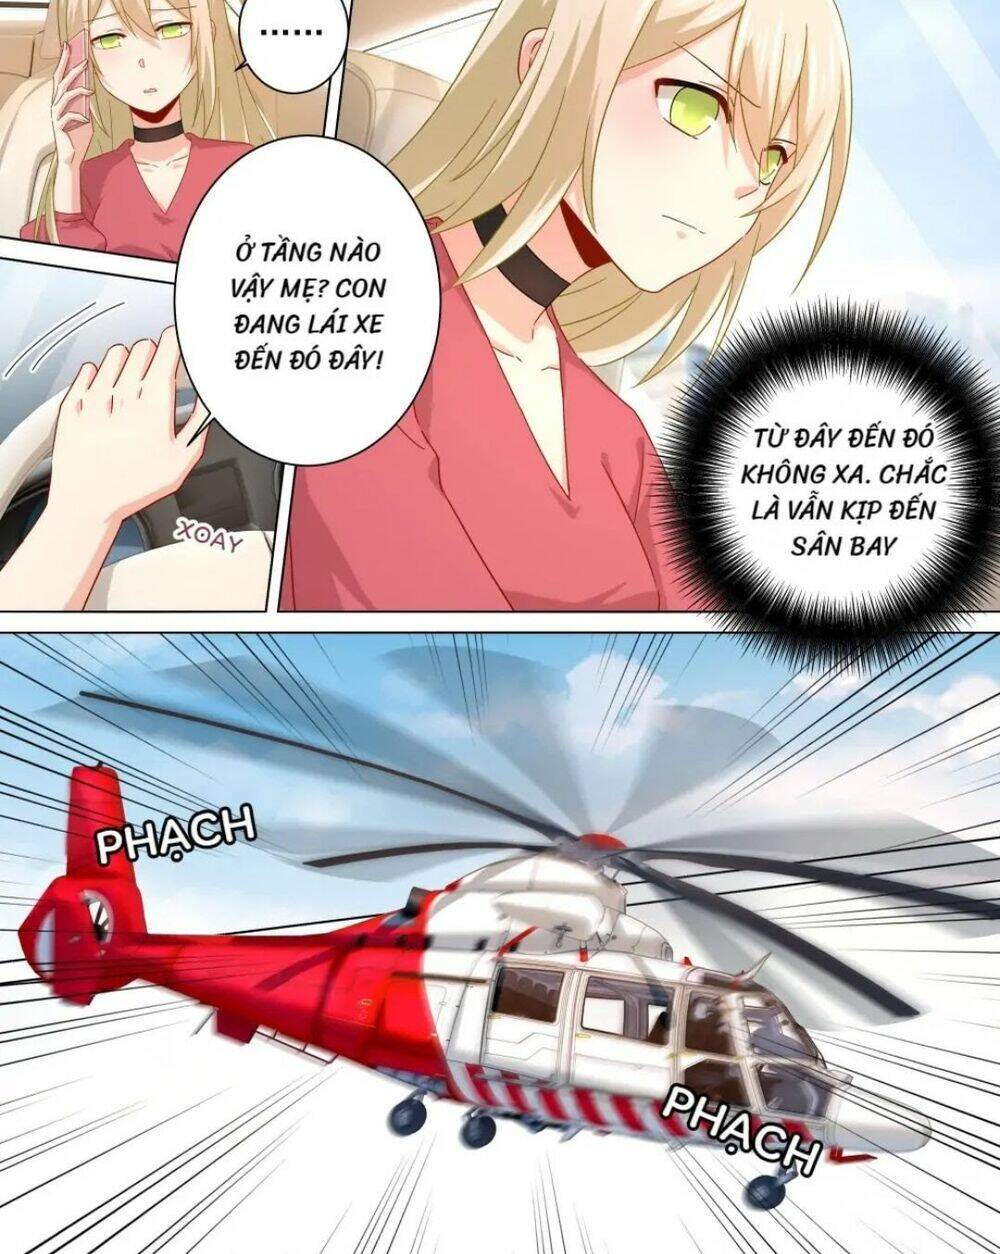 .......
Ở TẦNG NÀO
VẬY MẸ? CON
ĐANG LÁI XE
ĐẾN ĐÓ ĐÂY!
TỪ ĐÂY ĐẾN ĐÓ
KHÔNG XA. CHẮC
LÀ VẪN KỊP ĐẾN
SÂN BAY
XOAY
PHẠCH
PHẠCH